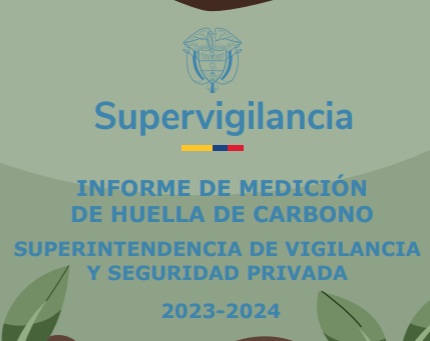 Supervigilancia
INFORME DE MEDICIÓN
DE HUELLA DE CARBONO
SUPERINTENDENCIA DE VIGILANCIA
Y SEGURIDAD PRIVADA
2023-2024